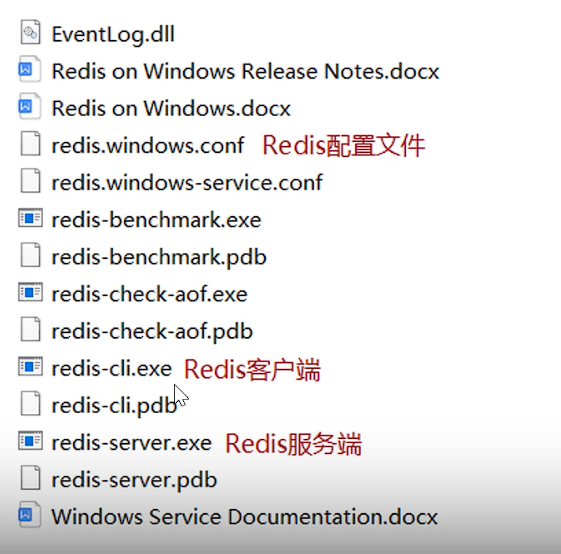 EventLog.dll
Redis on Windows Release Notes.docx
Redis on Windows.docx
redis.windows.conf Redis配置文件
redis.windows-service.conf
redis-benchmark.exe
redis-benchmark.pdb
redis-check-aof.exe
redis-check-aof.pdb
redis-cli.exe Redis客户端
redis-cli.pdb
redis-server.exe Redis服务端
redis-server.pdb
Windows Service Documentation.docx